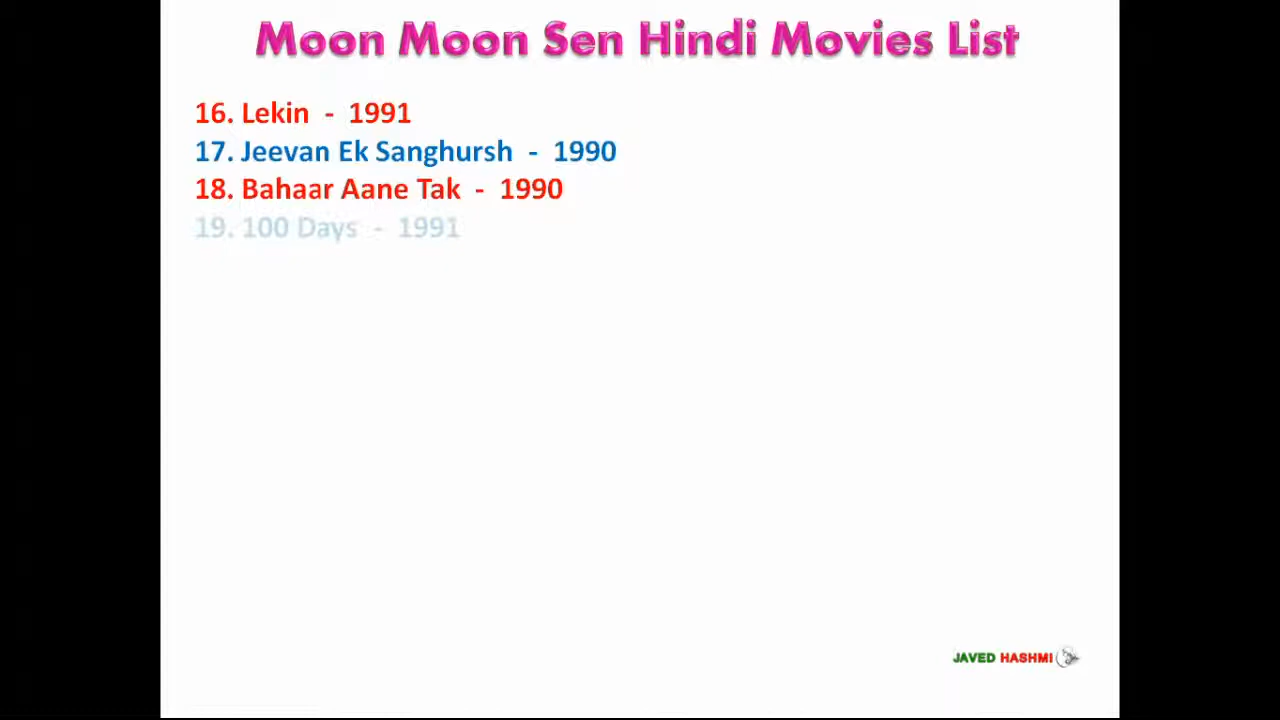 Moon Moon Sen Hindi Movies List
16. Lekin - 1991
17. Jeevan Ek Sanghursh - 1990
18. Bahaar Aane Tak - 1990
19. 100 Days - 1991
JAVED HASHMI